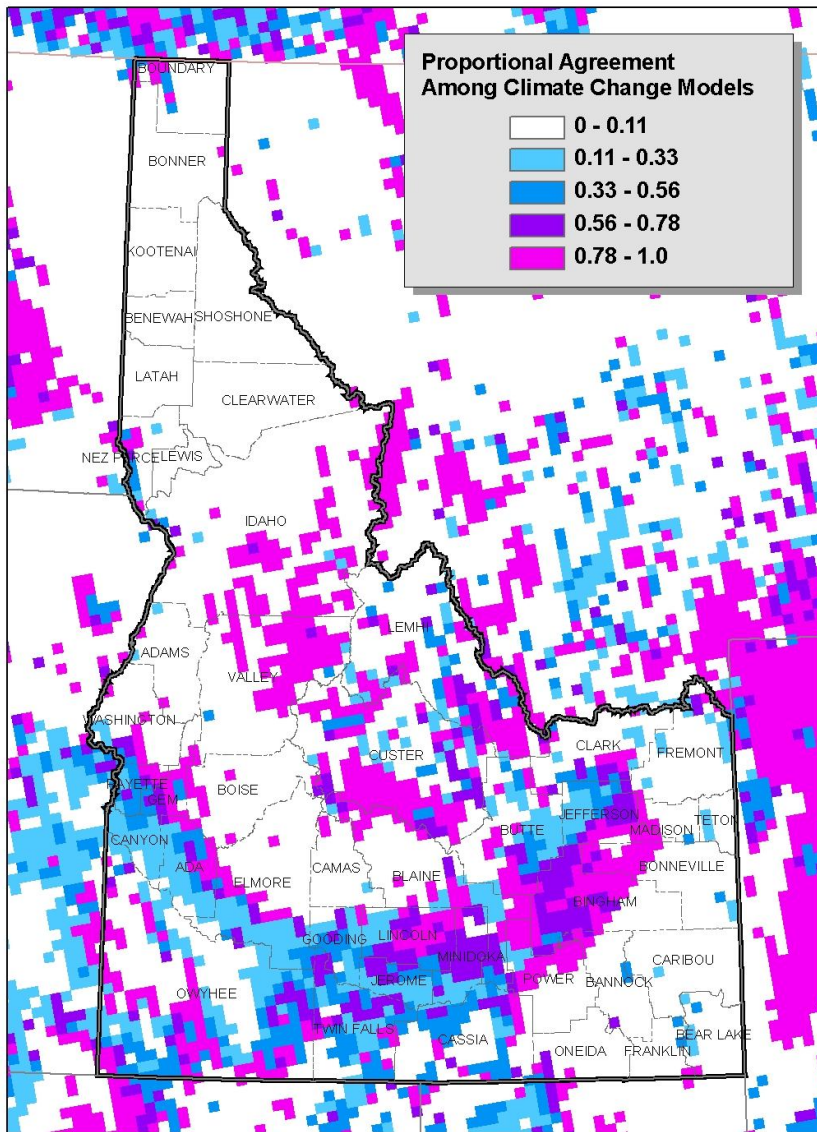 Proportional Agreement
Among Climate Change Models
0 - 0.11
0.11 - 0.33
0.33 - 0.56
0.56 - 0.78
0.78 - 1.0
BOUNDARY
BONNER
KOOTENAI
BENEWAH
SHOSHONE
LATAH
CLEARWATER
NEZ PERCE
LEWIS
IDAHO
LEMHI
ADAMS
VALLEY
WASHINGTON
CUSTER
CLARK
FREMONT
PAYETTE
GEM
BOISE
JEFFERSON
TETON
BUTTE
MADISON
CANYON
ADA
CAMAS
BLAINE
BONNEVILLE
ELMORE
BINGHAM
GOODING
LINCOLN
MINIDOKA
CARIBOU
JEROME
POWER
BANNOCK
OWYHEE
TWIN FALLS
CASSIA
BEAR LAKE
ONEIDA
FRANKLIN